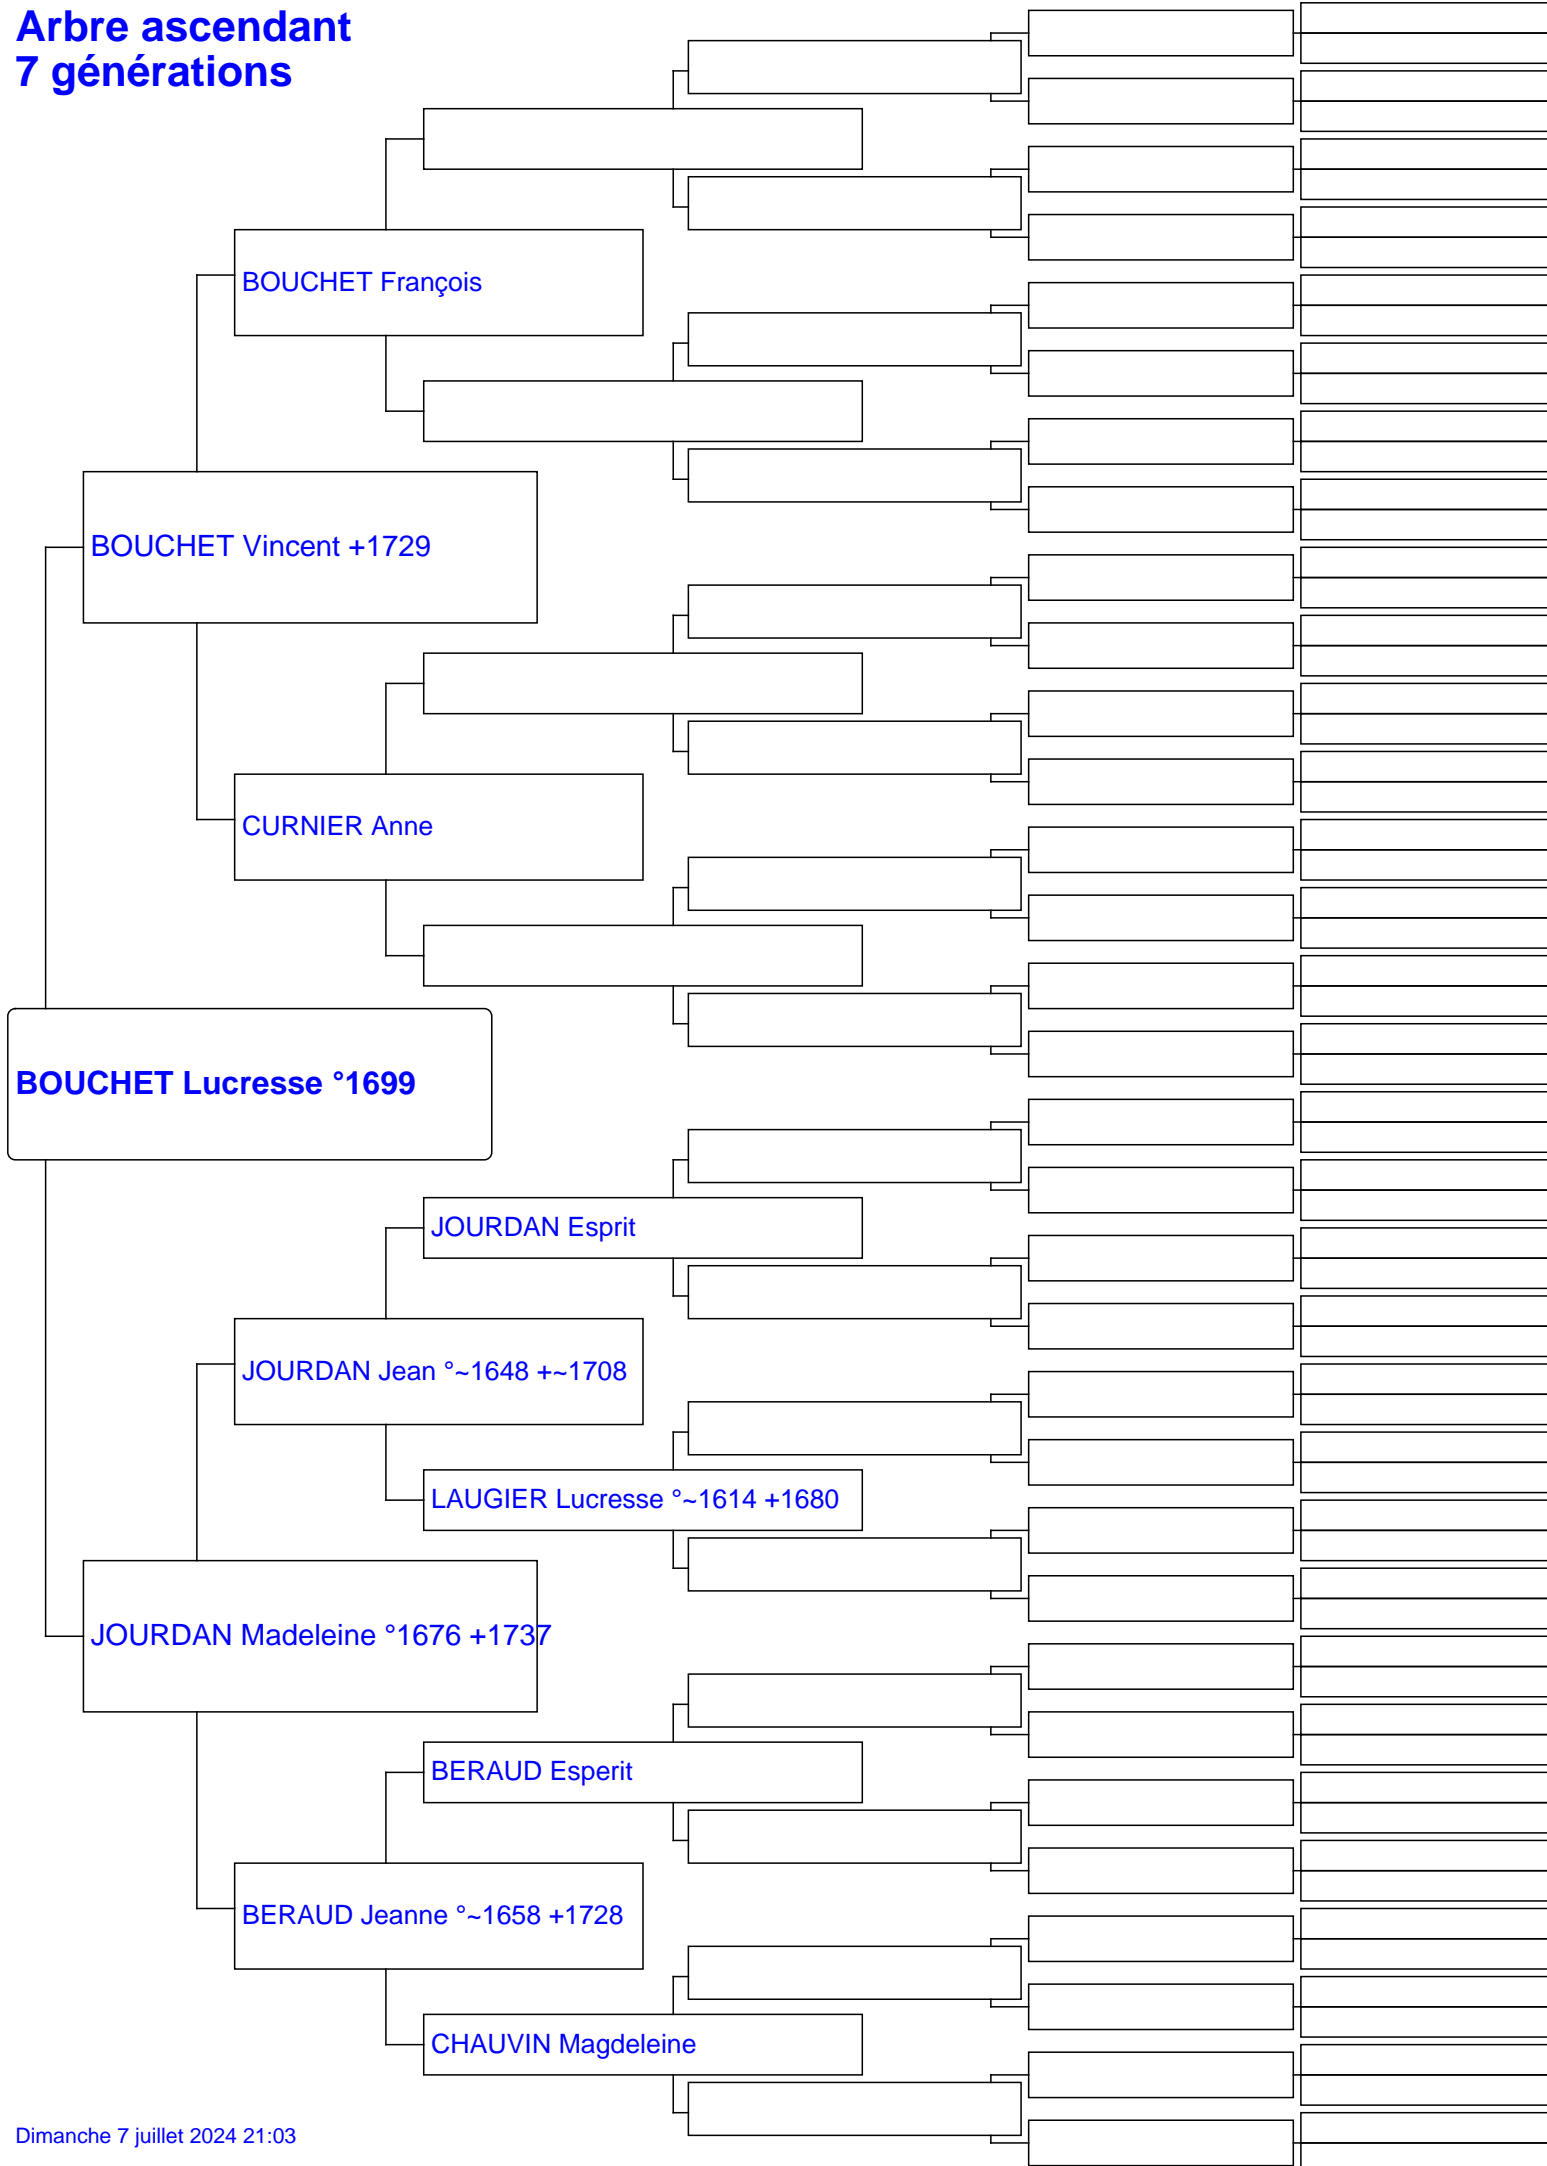 Arbre ascendant
7 générations
BOUCHET François
BOUCHET Vincent +1729
CURNIER Anne
BOUCHET Lucresse °1699
JOURDAN Esprit
JOURDAN Jean °~1648 +~1708
LAUGIER Lucresse °~1614 +1680
JOURDAN Madeleine °1676 +1737
BERAUD Esperit
BERAUD Jeanne °~1658 +1728
CHAUVIN Magdeleine
Dimanche 7 juillet 2024 21:03